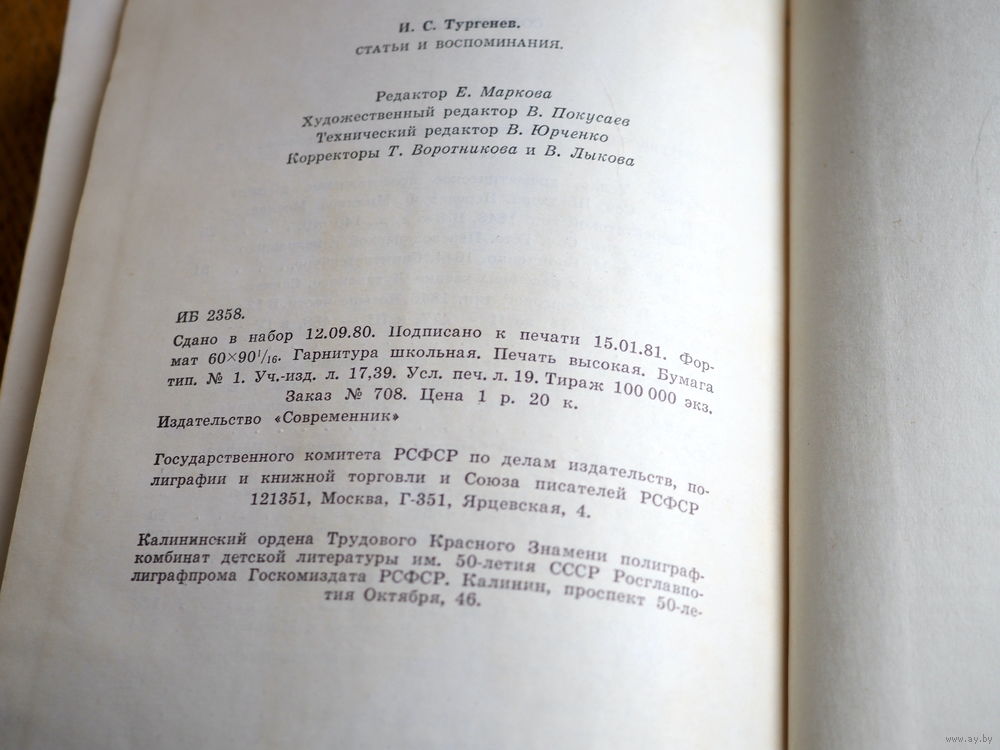 И. С. Тургенев.
СТАТЬИ И ВОСПОМИНАНИЯ.
Редактор Е. Маркова
Художественный редактор В. Покусаев
Технический редактор В. Юрченко
Корректоры Т. Воротникова и В. Лыкова
ИБ 2358.
Сдано в набор 12.09.80. Подписано к печати 15.01.81. Фор-
мат 60×90¹/₁₆. Гарнитура школьная. Печать высокая. Бумага
тип. № 1. Уч.-изд. л. 17,39. Усл. печ. л. 19. Тираж 100 000 экз.
Заказ № 708. Цена 1 р. 20 к.
Издательство «Современник»
Государственного комитета РСФСР по делам издательств, по-
лиграфии и книжной торговли и Союза писателей РСФСР
121351, Москва, Г-351, Ярцевская, 4.
Калининский ордена Трудового Красного Знамени полиграф-
комбинат детской литературы им. 50-летия СССР Росглавпо-
лиграфпрома Госкомиздата РСФСР. Калинин, проспект 50-ле-
тия Октября, 46.
www.ay.by